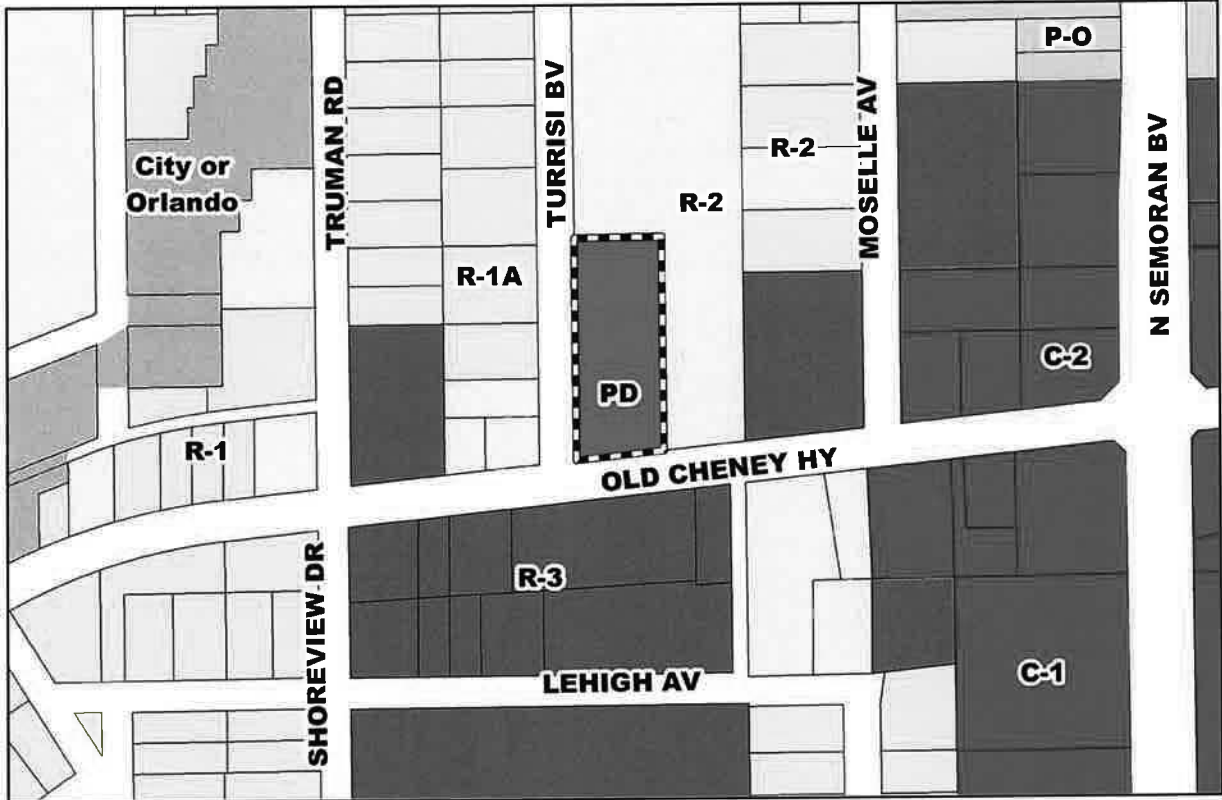 P-O
TRUMAN RD
TURRISI BV
MOSELLE AV
N SEMORAN BV
City or
Orlando
R-2
R-2
R-1A
C-2
PD
R-1
OLD CHENEY HY
R-3
SHOREVIEW DR
LEHIGH AV
C-1